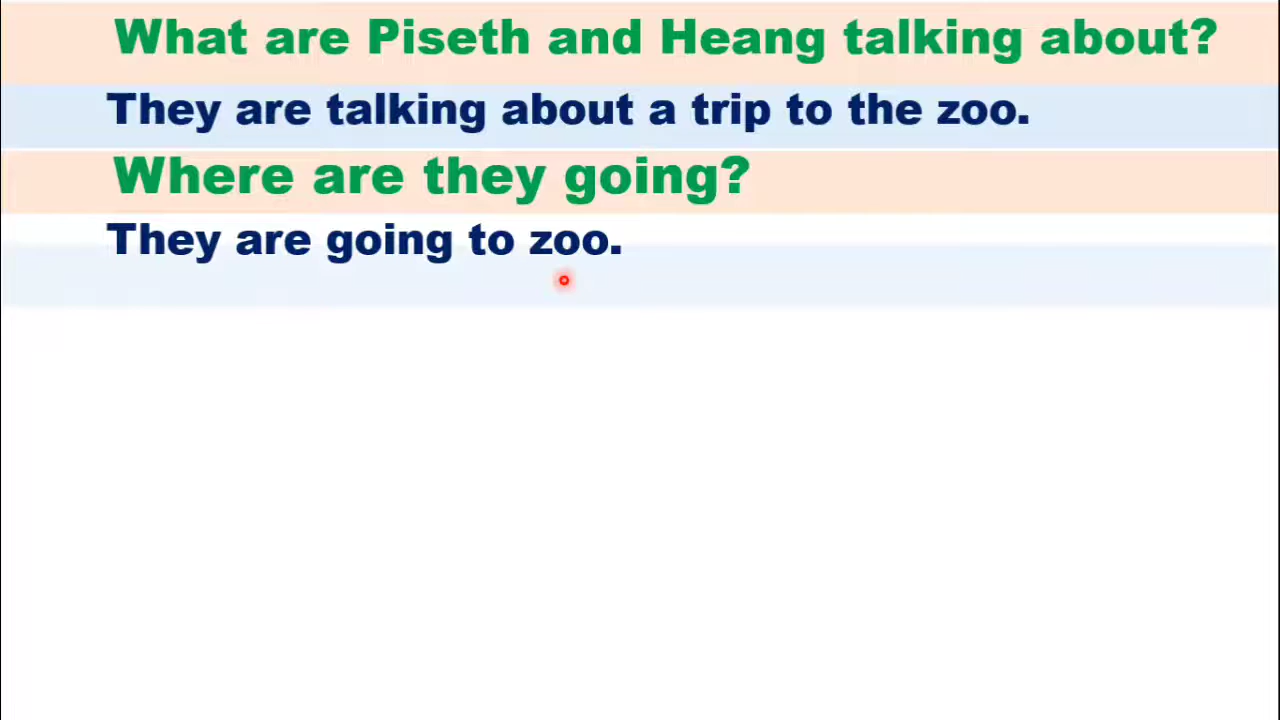 What are Piseth and Heang talking about?
They are talking about a trip to the zoo.
Where are they going?
They are going to zoo.